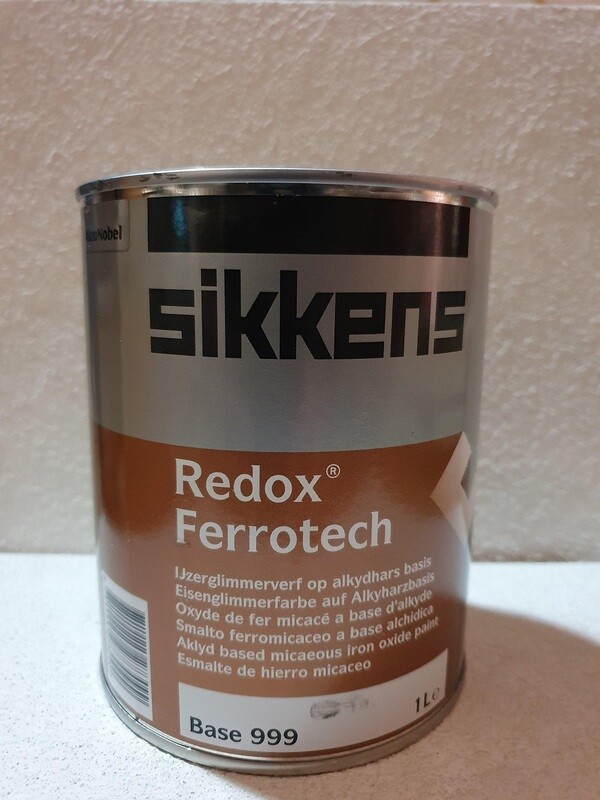 AkzoNobel
sikkens
Redox®
Ferrotech
IJzerglimmerverf op alkydhars basis
Eisenglimmerfarbe auf Alkyharzbasis
Oxyde de fer micacé a base d'alkyde
Smalto ferromicaceo a base alchidica
Aklyd based micaeous iron oxide paint
Esmalte de hierro micaceo
Base 999
1L℮